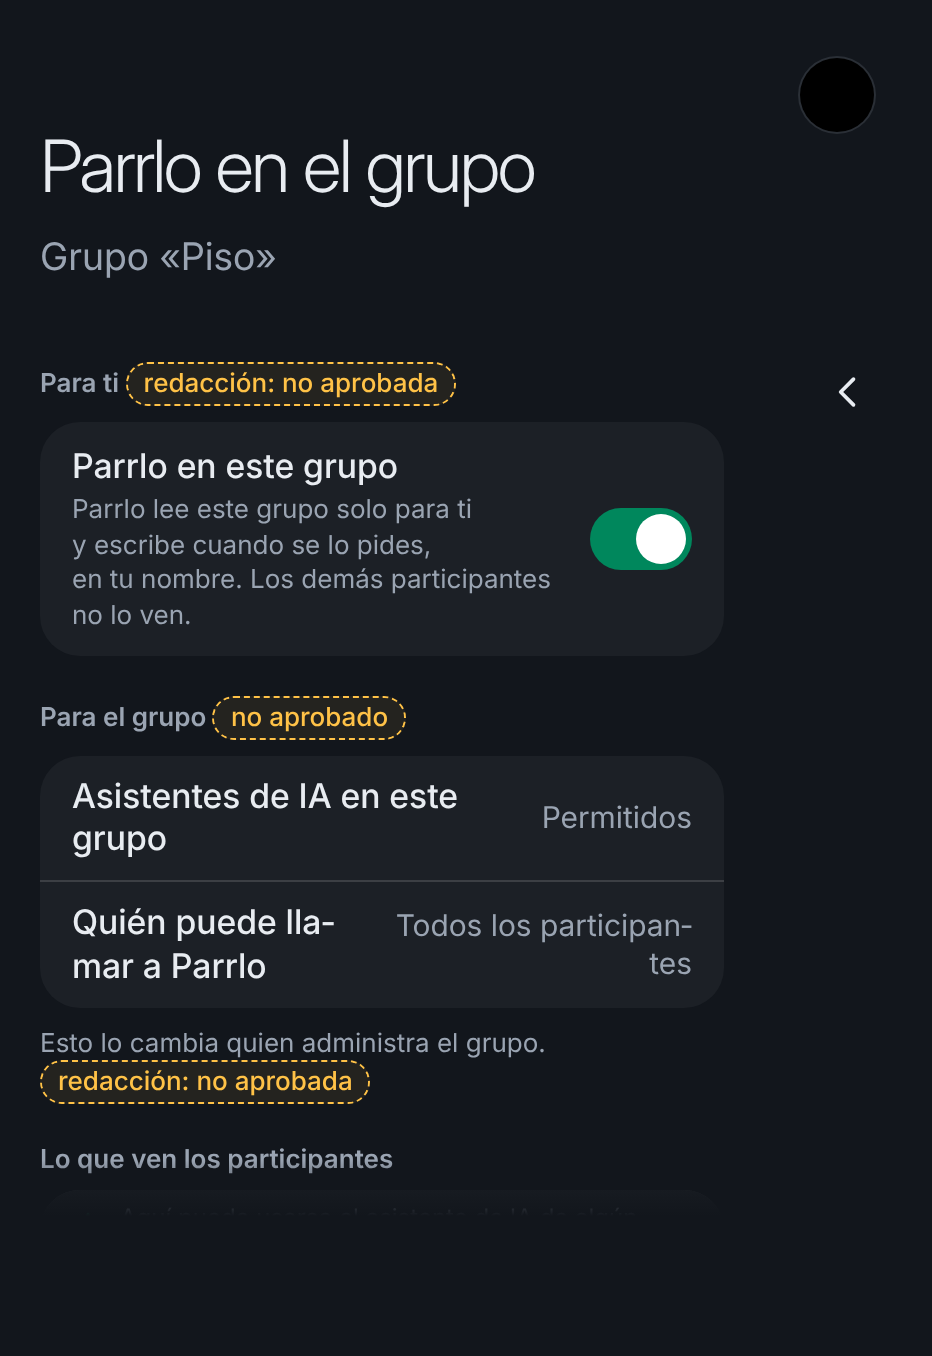 Parrlo en el grupo
Grupo «Piso»
Para ti redacción: no aprobada
Parrlo en este grupo
Parrlo lee este grupo solo para ti
y escribe cuando se lo pides,
en tu nombre. Los demás participantes
no lo ven.
Para el grupo no aprobado
Asistentes de IA en este
grupo
Permitidos
Quién puede lla-
mar a Parrlo
Todos los participan-
tes
Esto lo cambia quien administra el grupo.
redacción: no aprobada
Lo que ven los participantes